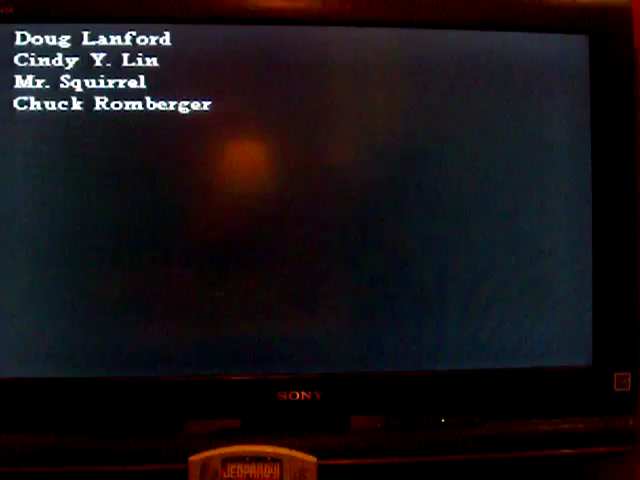 Doug Lanford
Cindy Y. Lin
Mr. Squirrel
Chuck Romberger
SONY
JEOPARDY!